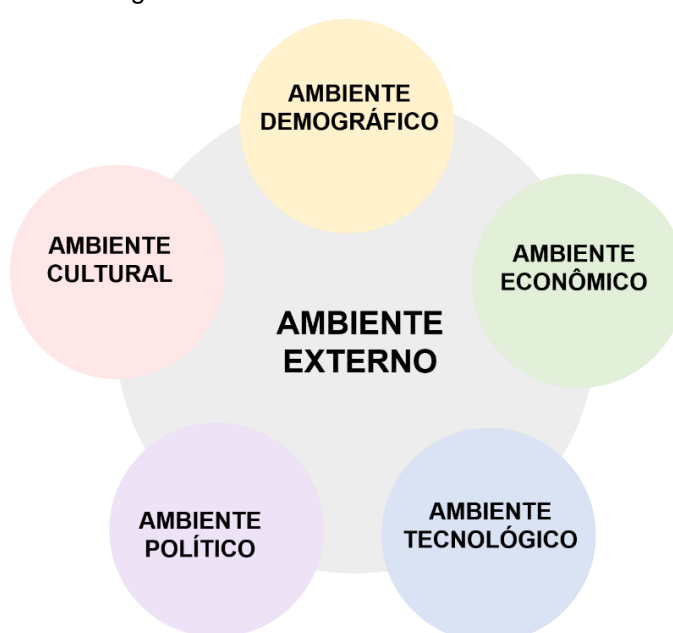 AMBIENTE
DEMOGRÁFICO
AMBIENTE
CULTURAL
AMBIENTE
ECONÔMICO
AMBIENTE
EXTERNO
AMBIENTE
POLÍTICO
AMBIENTE
TECNOLÓGICO